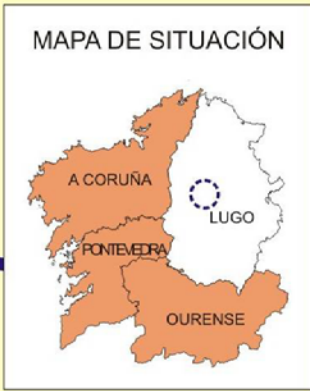 MAPA DE SITUACIÓN
A CORUÑA
LUGO
PONTEVEDRA
OURENSE